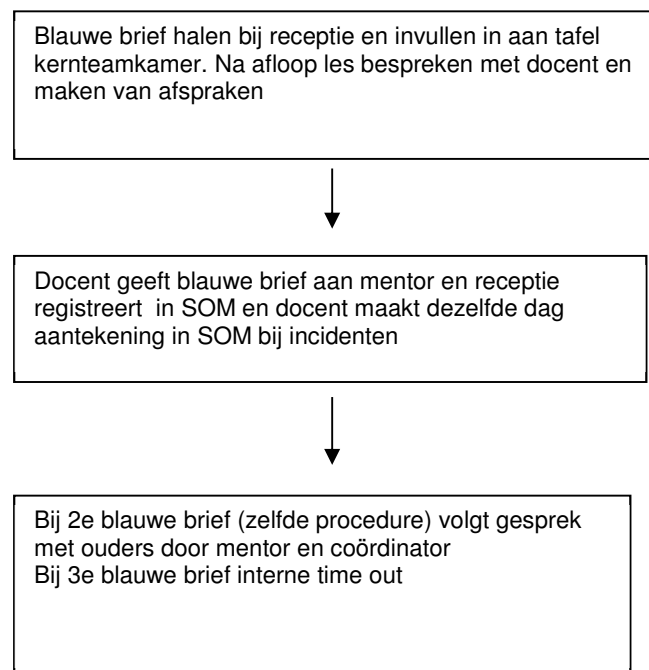 Blauwe brief halen bij receptie en invullen in aan tafel
kernteamkamer. Na afloop les bespreken met docent en
maken van afspraken
Docent geeft blauwe brief aan mentor en receptie
registreert  in SOM en docent maakt dezelfde dag
aantekening in SOM bij incidenten
Bij 2e blauwe brief (zelfde procedure) volgt gesprek
met ouders door mentor en coördinator
Bij 3e blauwe brief interne time out